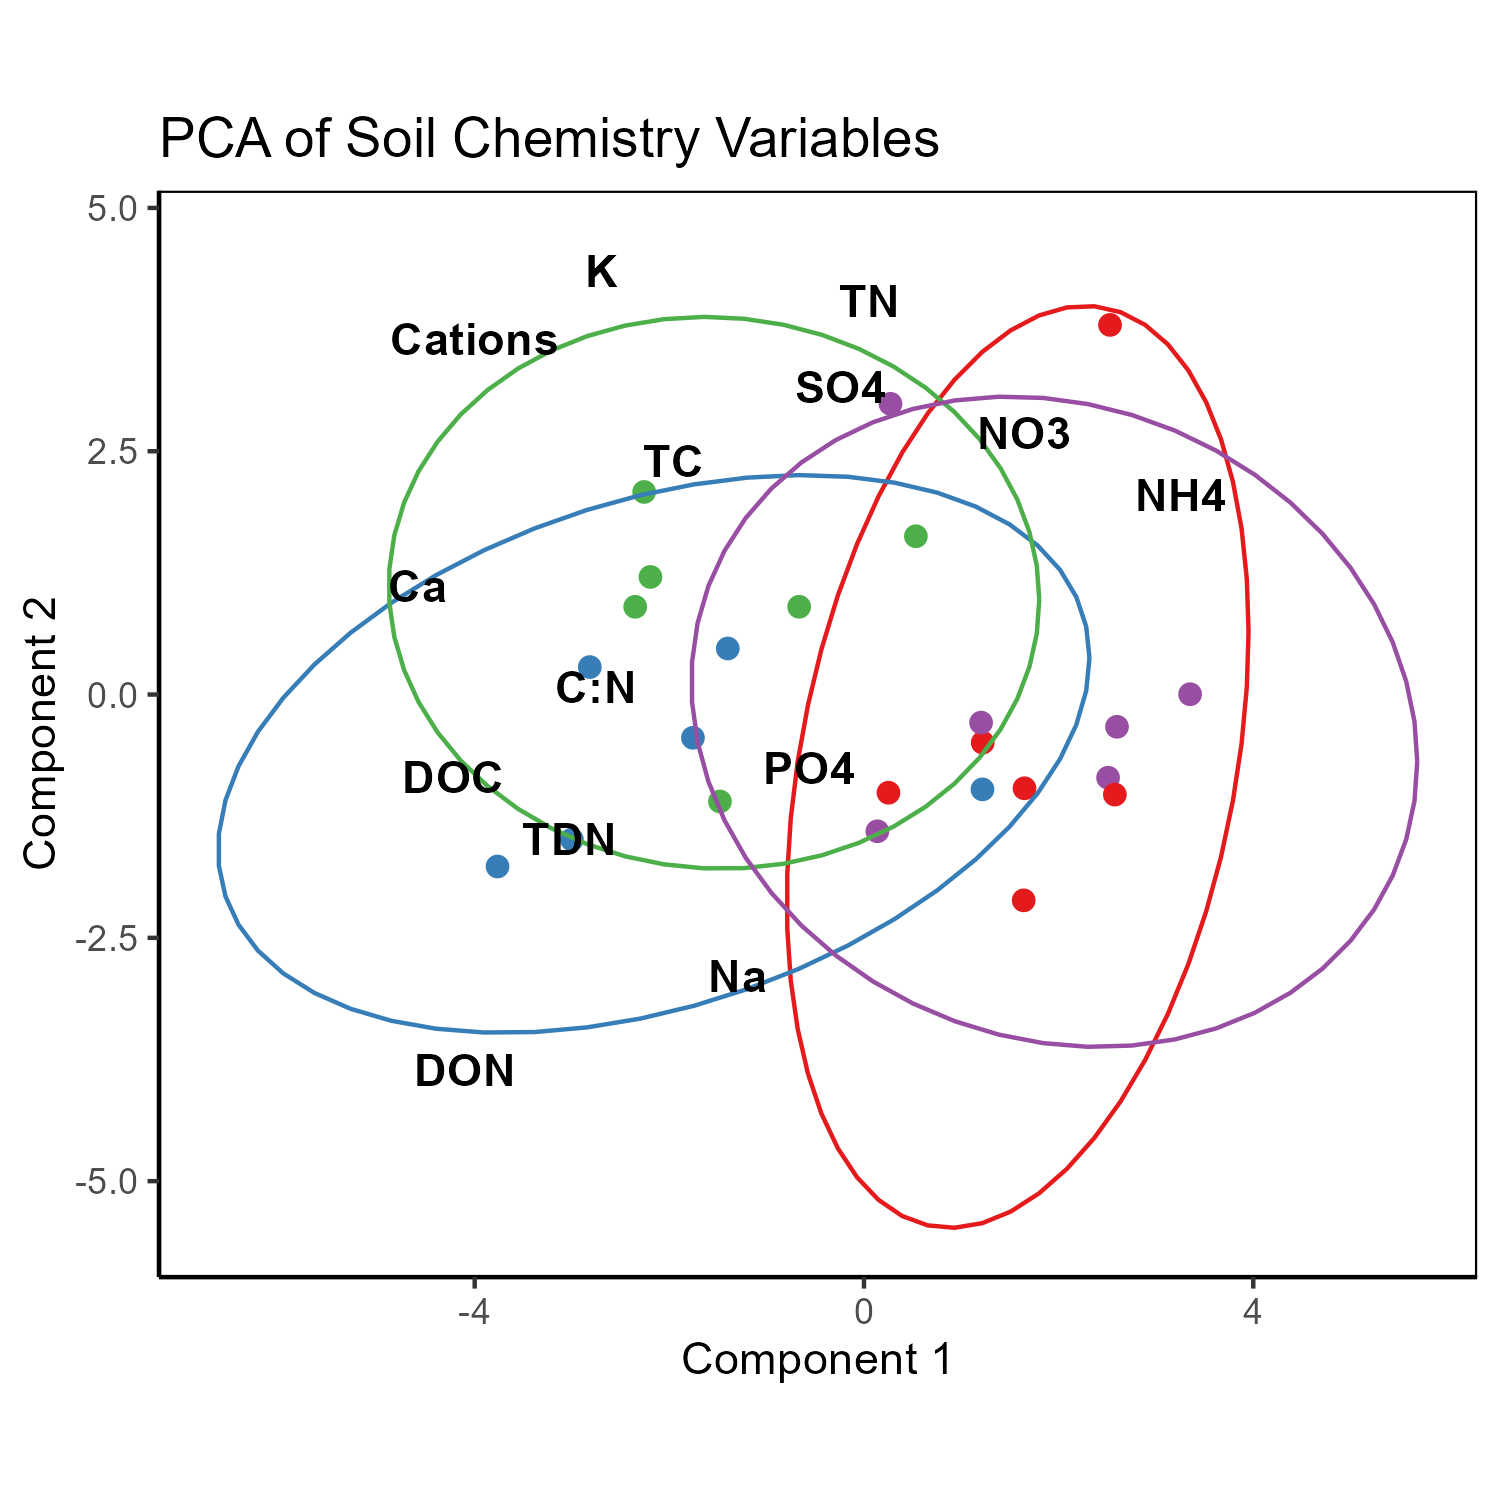 PCA of Soil Chemistry Variables
5.0
2.5
0.0
-2.5
-5.0
Component 2
K
TN
Cations
SO4
NO3
TC
NH4
Ca
C:N
DOC
PO4
TDN
Na
DON
-4
0
4
Component 1